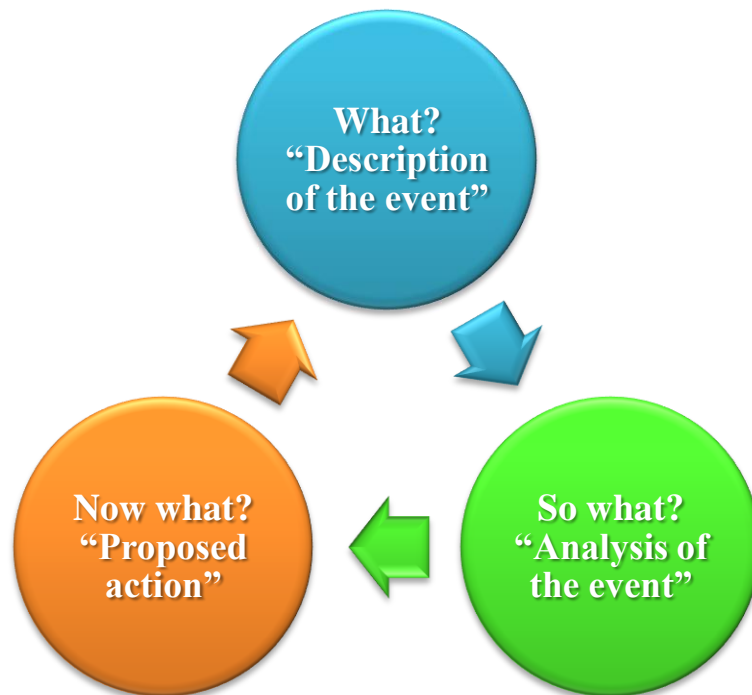 What?
“Description
of the event”
So what?
“Analysis of
the event”
Now what?
“Proposed
action”